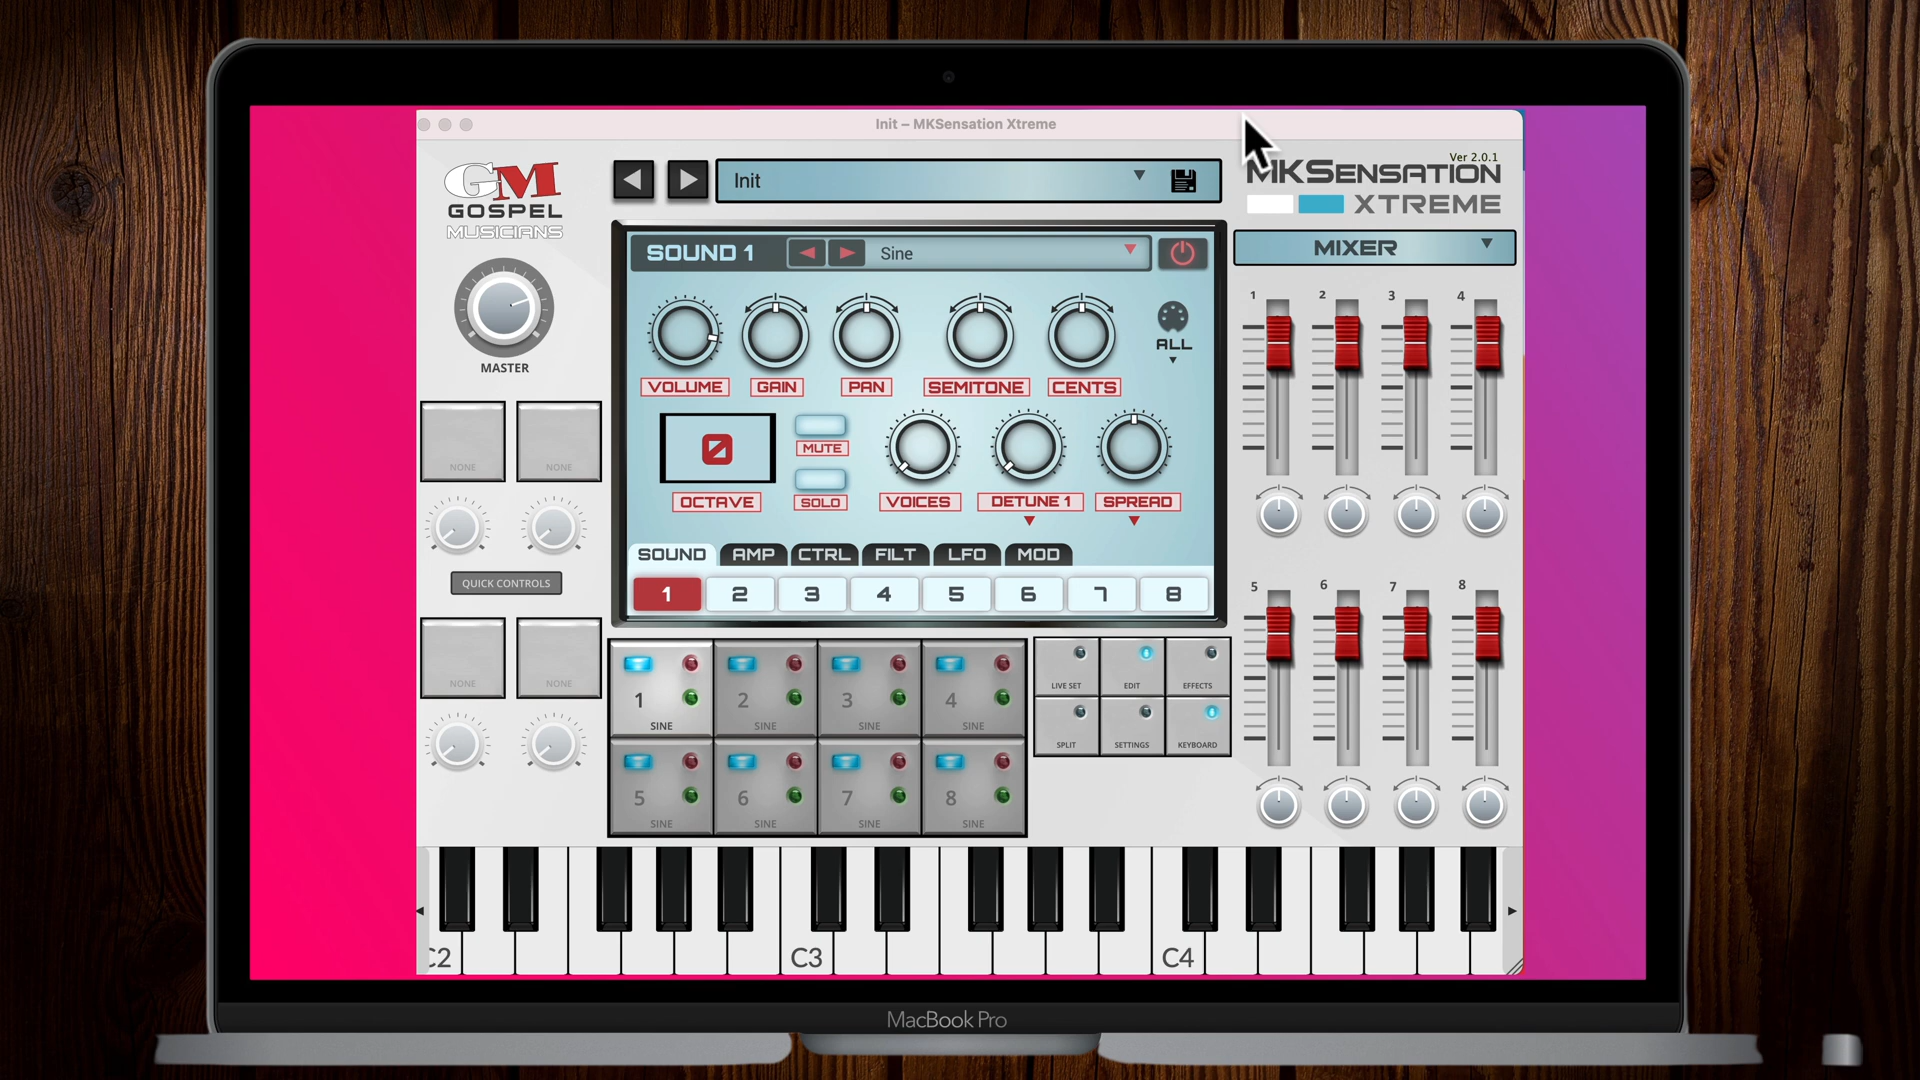 Init – MKSensation Xtreme
GM
GOSPEL
MUSICIANS
Init
Ver 2.0.1
MKSENSATION
XTREME
MASTER
SOUND 1
Sine
VOLUME
GAIN
PAN
SEMITONE
CENTS
ALL
0
OCTAVE
MUTE
SOLO
VOICES
DETUNE 1
SPREAD
SOUND AMP CTRL FILT LFO MOD
1 2 3 4 5 6 7 8
MIXER
1 2 3 4
5 6 7 8
NONE NONE
QUICK CONTROLS
NONE NONE
1 2 3 4
SINE SINE SINE SINE
5 6 7 8
SINE SINE SINE SINE
LIVE SET EDIT EFFECTS
SPLIT SETTINGS KEYBOARD
C2 C3 C4
MacBook Pro